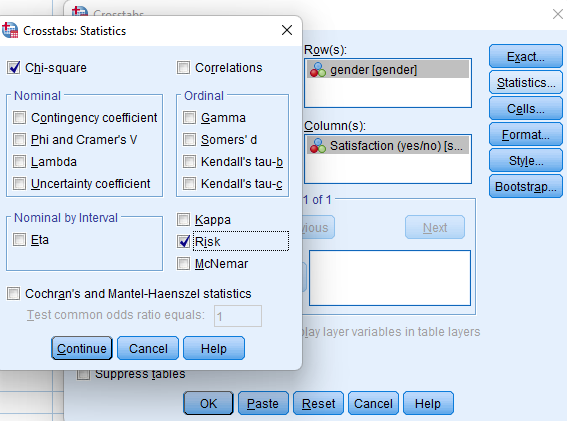 Crosstabs: Statistics
Chi-square
Correlations
Nominal
Contingency coefficient
Phi and Cramer's V
Lambda
Uncertainty coefficient
Ordinal
Gamma
Somers' d
Kendall's tau-b
Kendall's tau-c
Nominal by Interval
Eta
Kappa
Risk
McNemar
Cochran's and Mantel-Haenszel statistics
Test common odds ratio equals: 1
Continue Cancel Help
Row(s):
gender [gender]
Column(s):
Satisfaction (yes/no) [s...
1 of 1
Next
layer variables in table layers
Exact...
Statistics...
Cells...
Format...
Style...
Bootstrap...
Suppress tables
OK Paste Reset Cancel Help